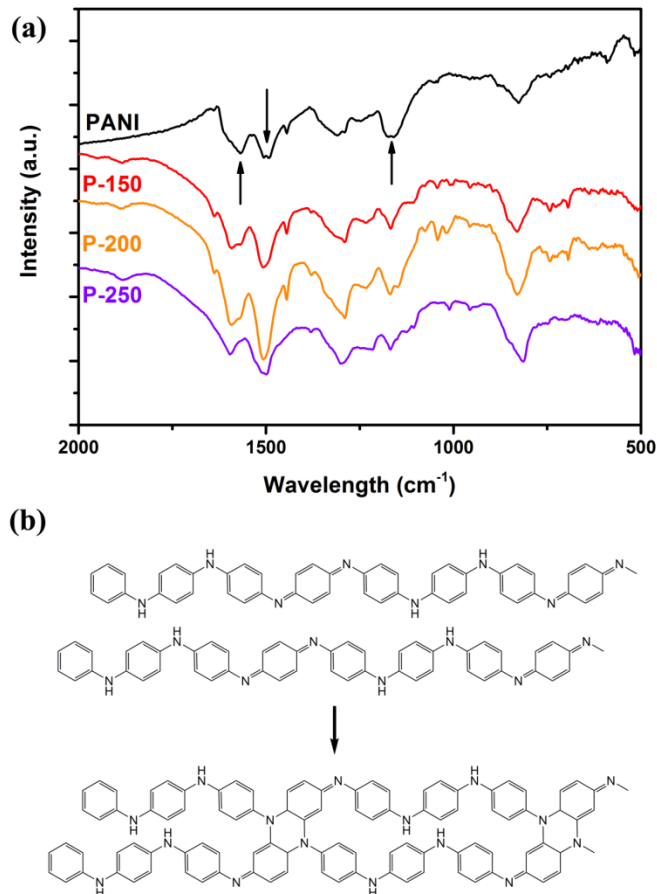 (a)
PANI
P-150
P-200
P-250
Intensity (a.u.)
2000 1500 1000 500
Wavelength (cm⁻¹)
(b)
H H
N N N N N
N N N
H H
H H
N N N N N
N N N
H H
H H
N N N N
N N N N
H
H H
N N N N
N N N N
H